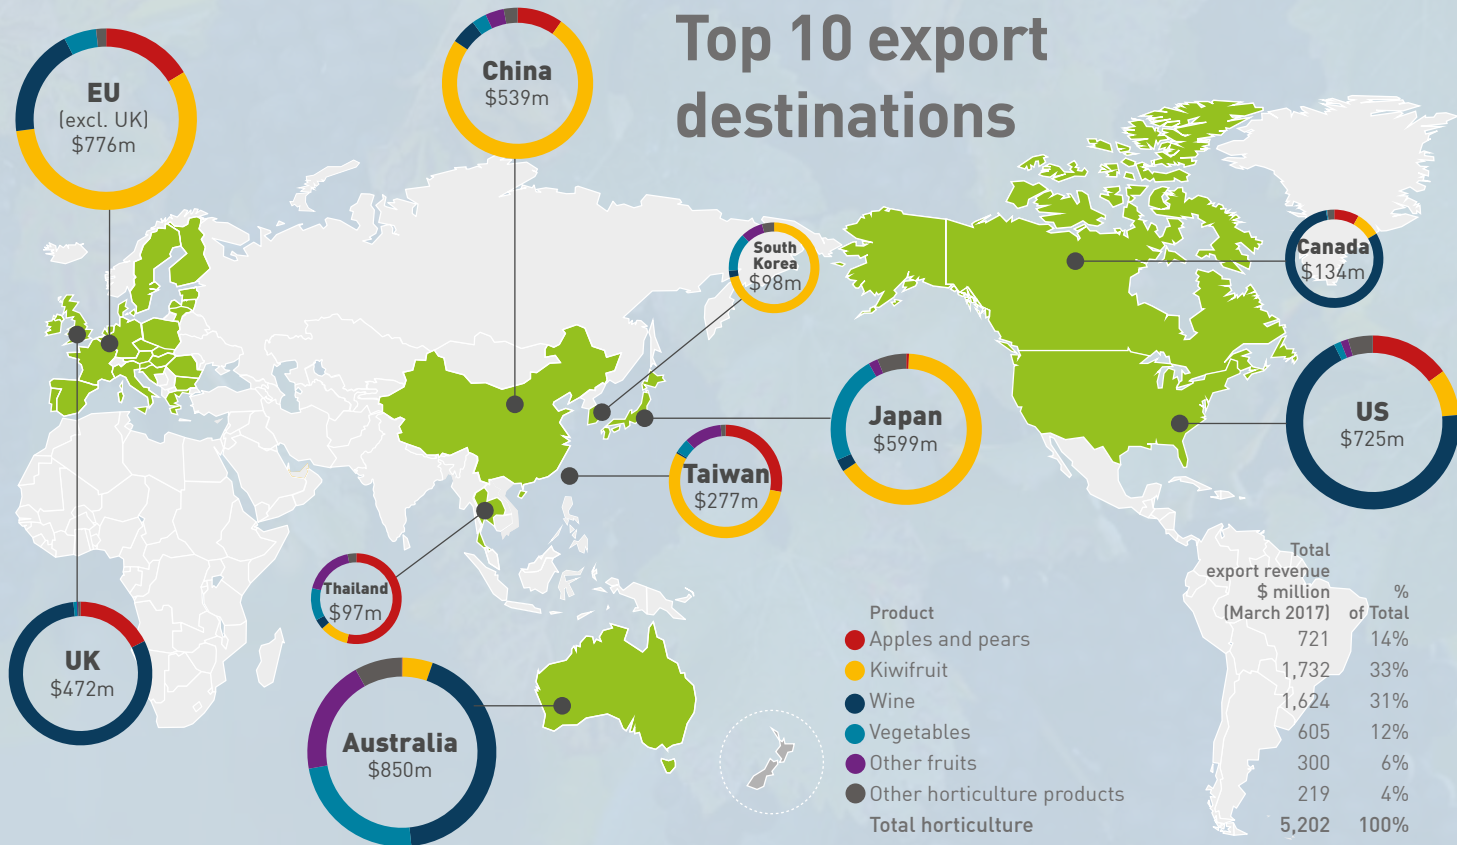 Top 10 export
destinations
EU
(excl. UK)
$776m
China
$539m
South
Korea
$98m
Canada
$134m
Japan
$599m
US
$725m
Taiwan
$277m
Thailand
$97m
UK
$472m
Australia
$850m
Total
export revenue
$ million %
Product (March 2017) of Total
Apples and pears 721 14%
Kiwifruit 1,732 33%
Wine 1,624 31%
Vegetables 605 12%
Other fruits 300 6%
Other horticulture products 219 4%
Total horticulture 5,202 100%